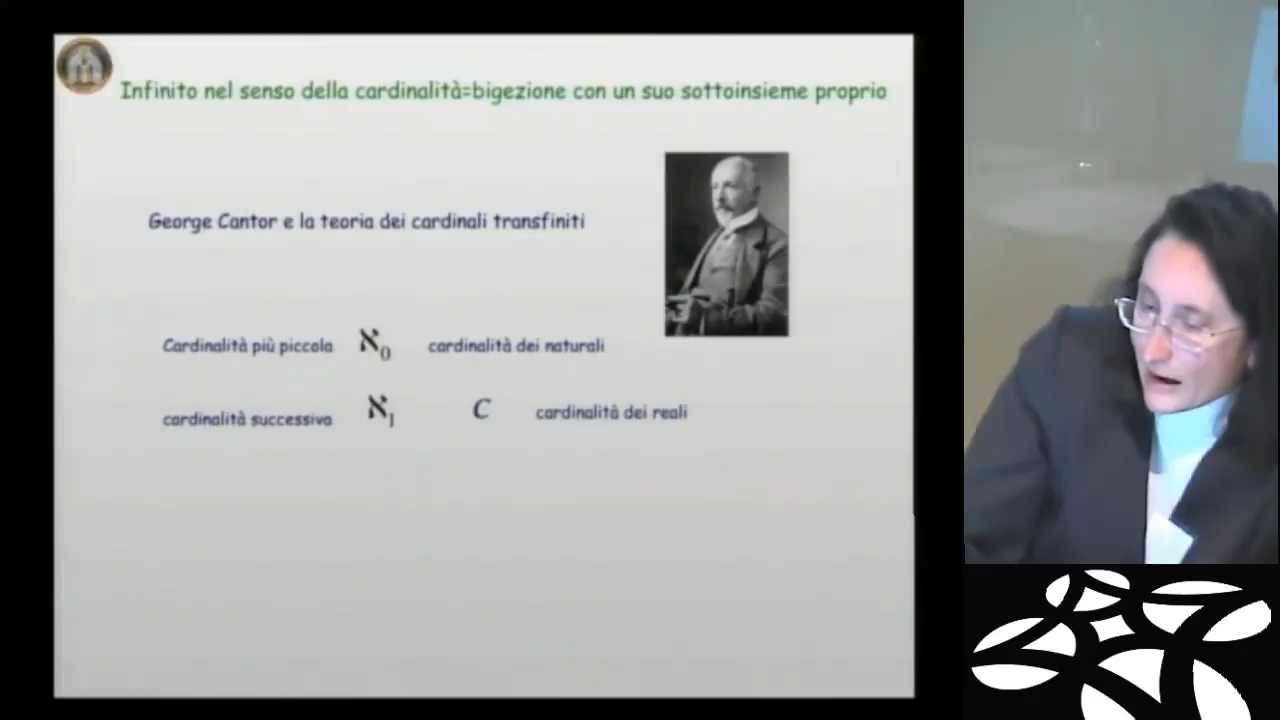 Infinito nel senso della cardinalità=bigezione con un suo sottoinsieme proprio
George Cantor e la teoria dei cardinali transfiniti
Cardinalità più piccola ℵ0 cardinalità dei naturali
cardinalità successiva ℵ1 C cardinalità dei reali